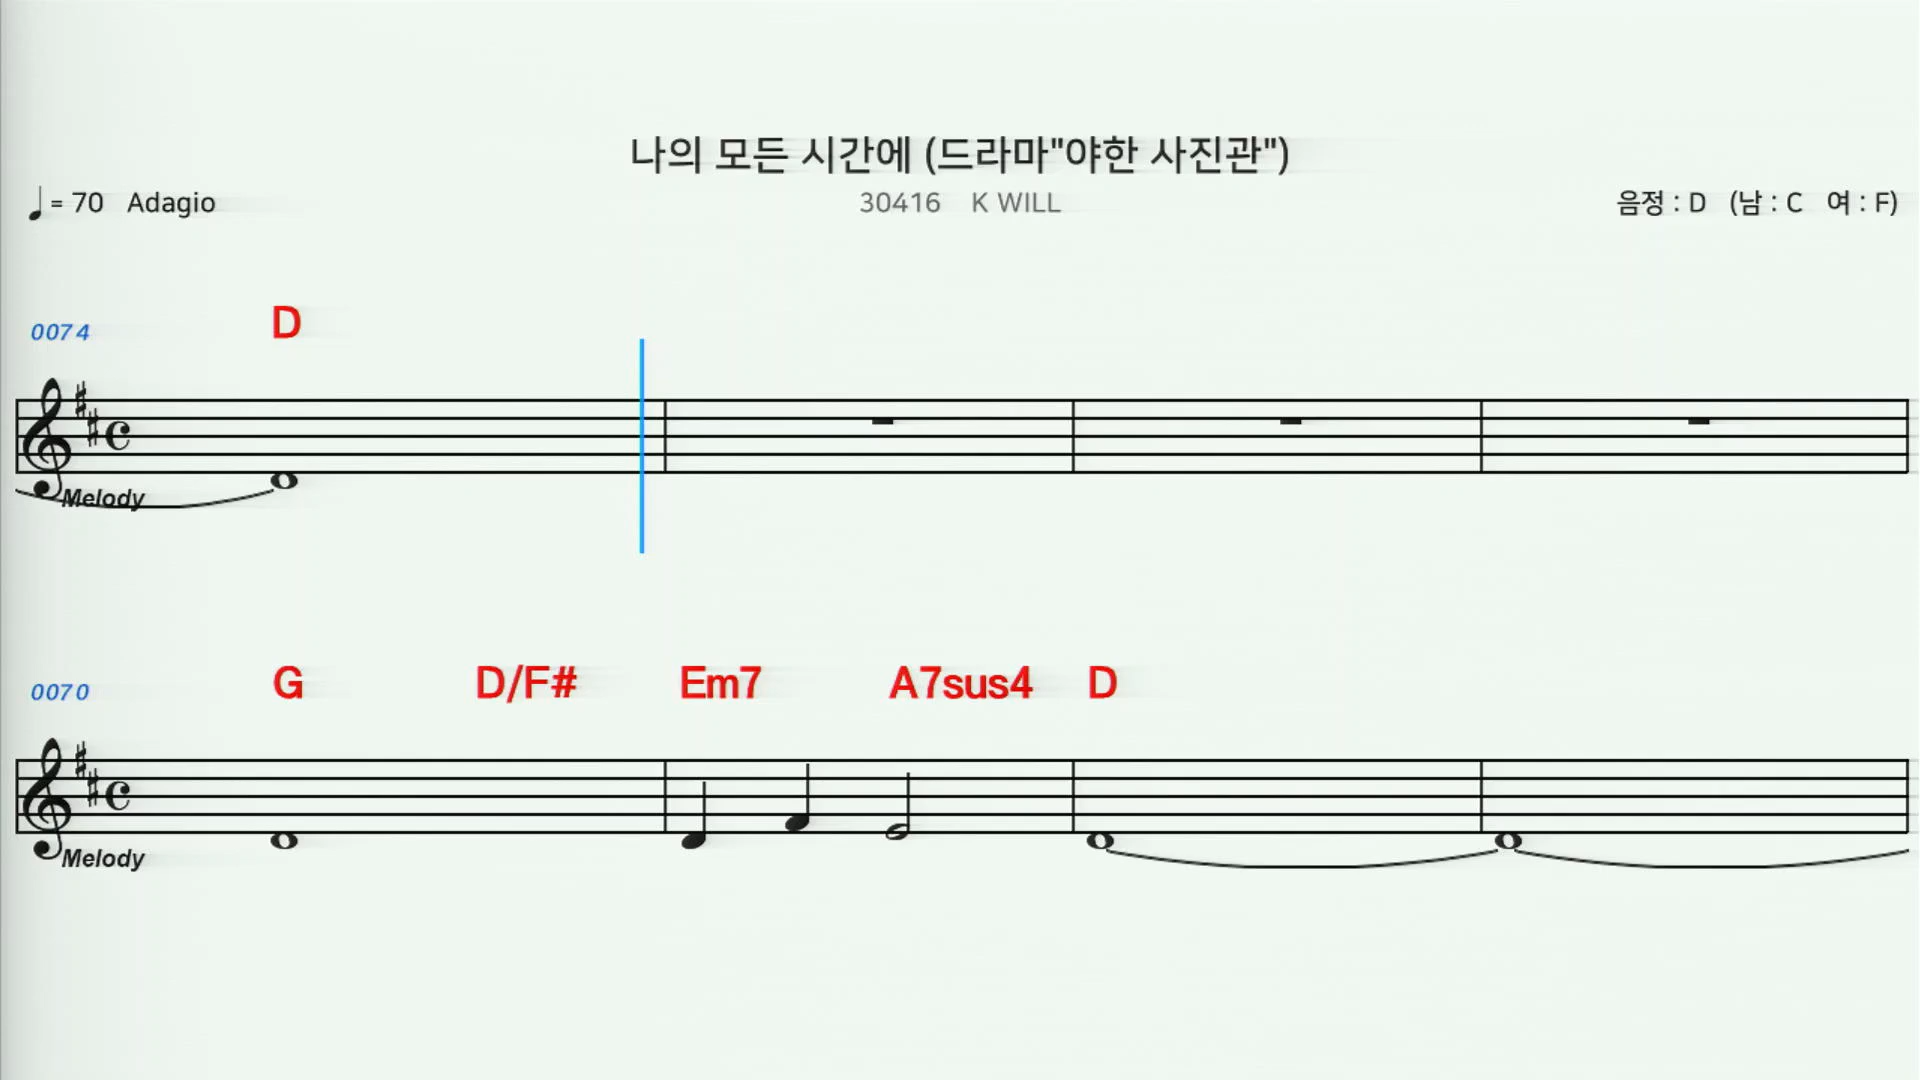 나의 모든 시간에 (드라마"야한 사진관")
♩= 70 Adagio
30416 K WILL
음정 : D (남 : C 여 : F)
0074
D
Melody
0070
G D/F# Em7 A7sus4 D
Melody